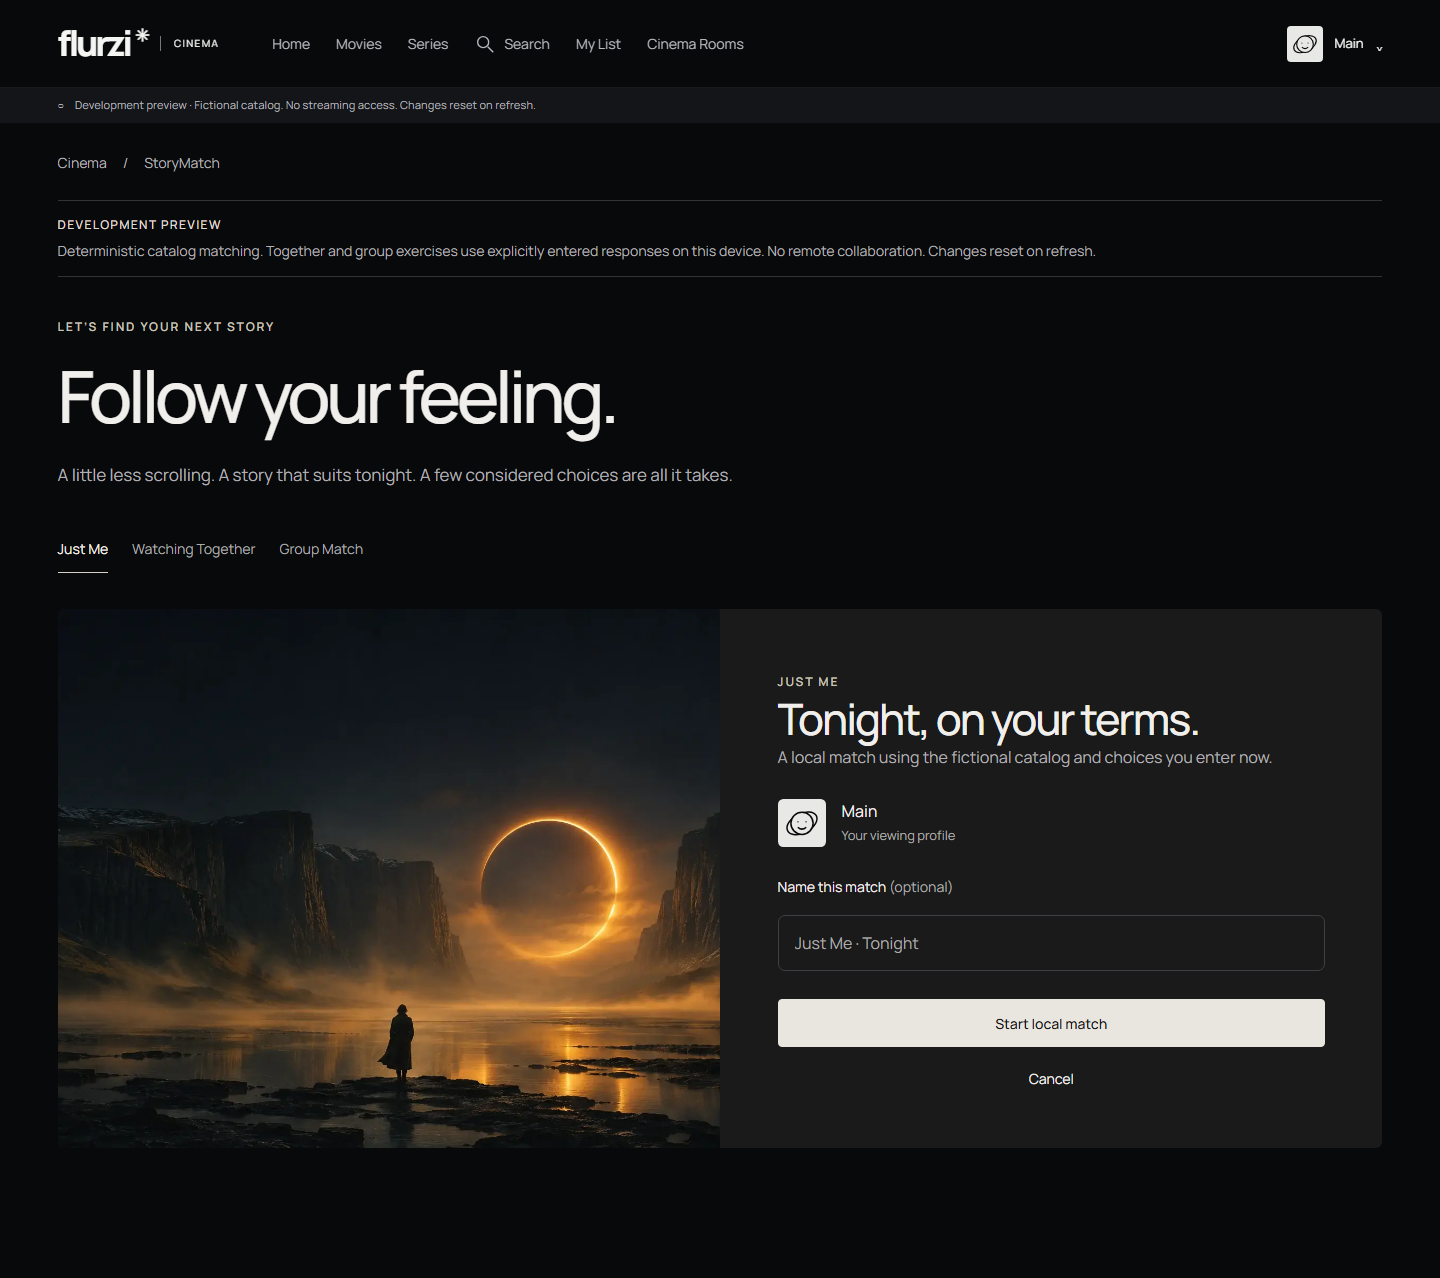 flurzi
CINEMA
Home
Movies
Series
Search
My List
Cinema Rooms
Main
Development preview · Fictional catalog. No streaming access. Changes reset on refresh.
Cinema / StoryMatch
DEVELOPMENT PREVIEW
Deterministic catalog matching. Together and group exercises use explicitly entered responses on this device. No remote collaboration. Changes reset on refresh.
LET'S FIND YOUR NEXT STORY
Follow your feeling.
A little less scrolling. A story that suits tonight. A few considered choices are all it takes.
Just Me
Watching Together
Group Match
JUST ME
Tonight, on your terms.
A local match using the fictional catalog and choices you enter now.
Main
Your viewing profile
Name this match (optional)
Just Me · Tonight
Start local match
Cancel